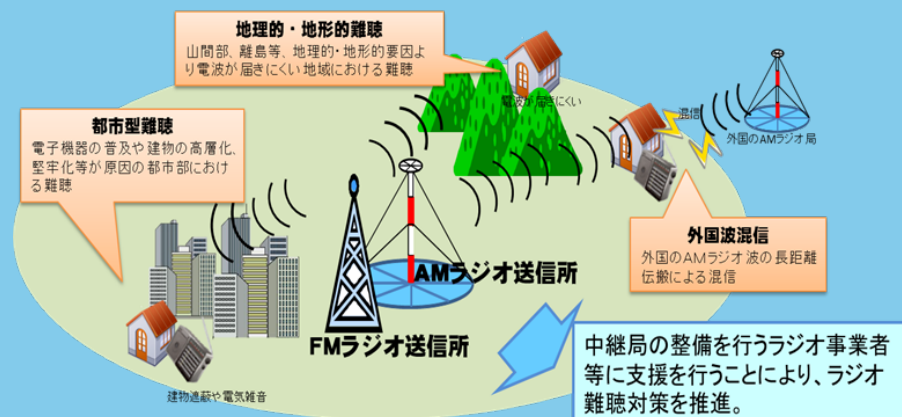 地理的・地形的難聴
山間部、離島等、地理的・地形的要因よ
り電波が届きにくい地域における難聴
電波が届きにくい
都市型難聴
電子機器の普及や建物の高層化、
堅牢化等が原因の都市部におけ
る難聴
混信
外国のAMラジオ局
外国波混信
外国のAMラジオ波の長距離
伝搬による混信
AMラジオ送信所
FMラジオ送信所
建物遮蔽や電気雑音
中継局の整備を行うラジオ事業者
等に支援を行うことにより、ラジオ
難聴対策を推進。